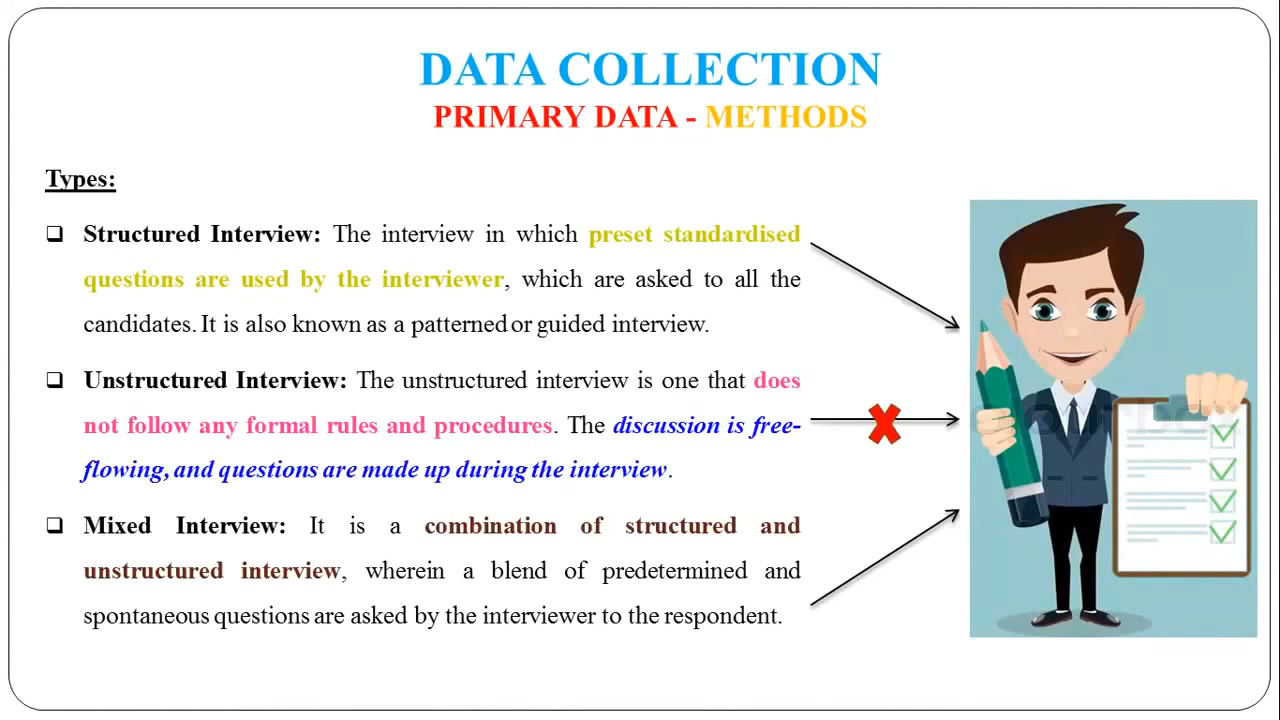 DATA COLLECTION
PRIMARY DATA - METHODS
Types:
Structured Interview: The interview in which preset standardised
questions are used by the interviewer, which are asked to all the
candidates. It is also known as a patterned or guided interview.
Unstructured Interview: The unstructured interview is one that does
not follow any formal rules and procedures. The discussion is free-
flowing, and questions are made up during the interview.
Mixed Interview: It is a combination of structured and
unstructured interview, wherein a blend of predetermined and
spontaneous questions are asked by the interviewer to the respondent.